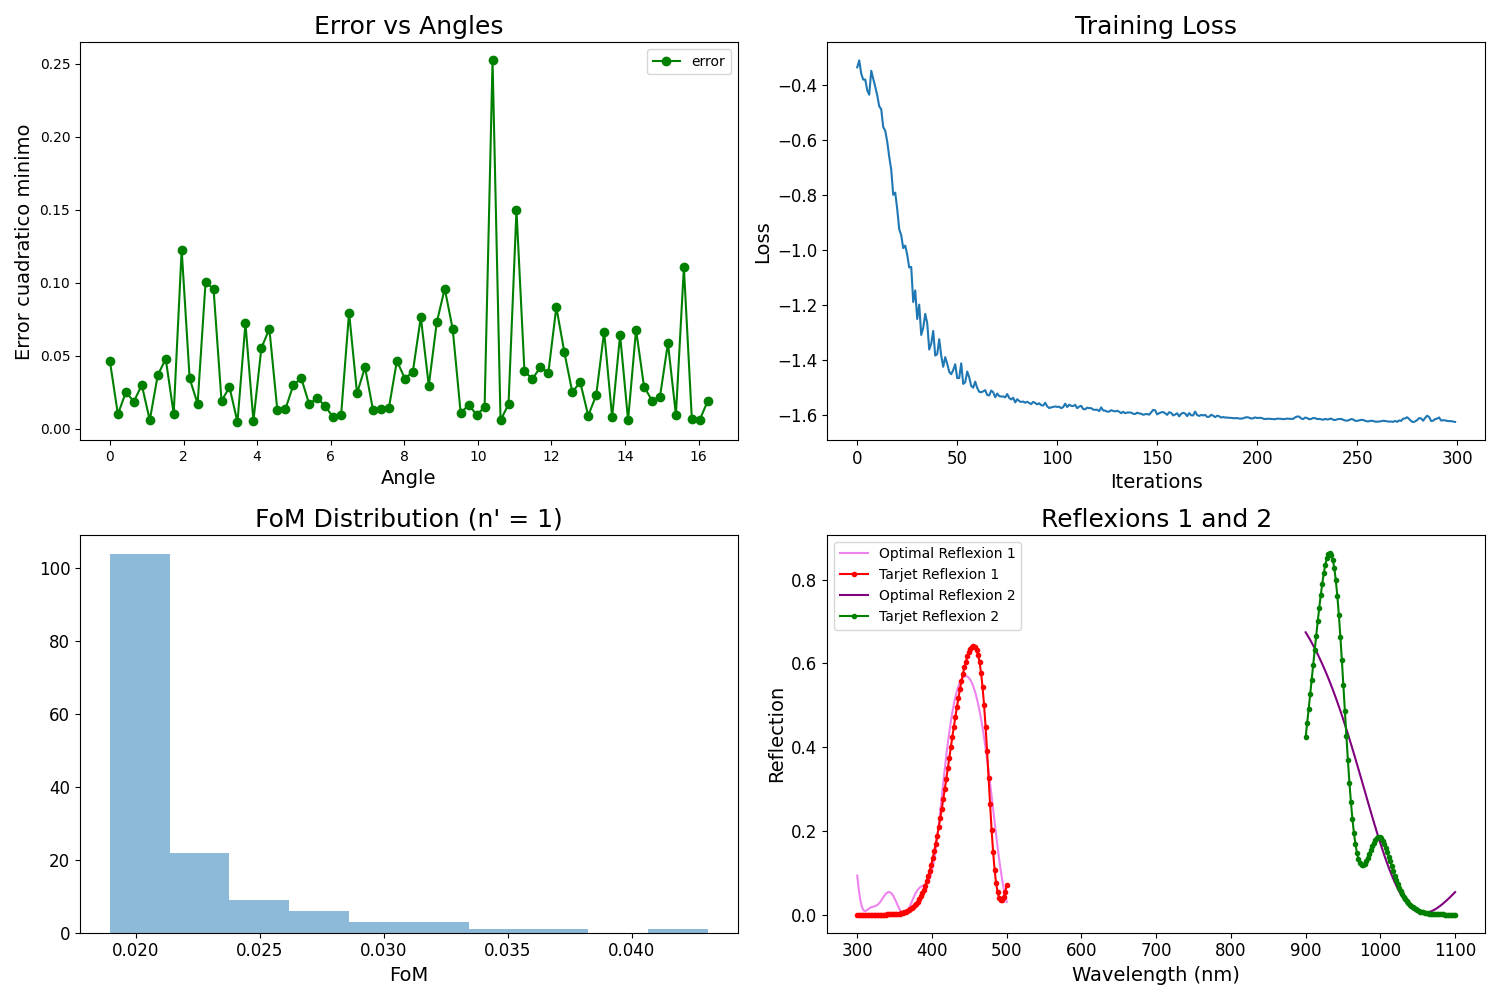 Error vs Angles
error
0.25
0.20
0.15
0.10
0.05
0.00
Error cuadratico minimo
0 2 4 6 8 10 12 14 16
Angle
Training Loss
−0.4
−0.6
−0.8
−1.0
−1.2
−1.4
−1.6
Loss
0 50 100 150 200 250 300
Iterations
FoM Distribution (n' = 1)
100
80
60
40
20
0
0.020 0.025 0.030 0.035 0.040
FoM
Reflexions 1 and 2
Optimal Reflexion 1
Tarjet Reflexion 1
Optimal Reflexion 2
Tarjet Reflexion 2
0.8
0.6
0.4
0.2
0.0
Reflection
300 400 500 600 700 800 900 1000 1100
Wavelength (nm)